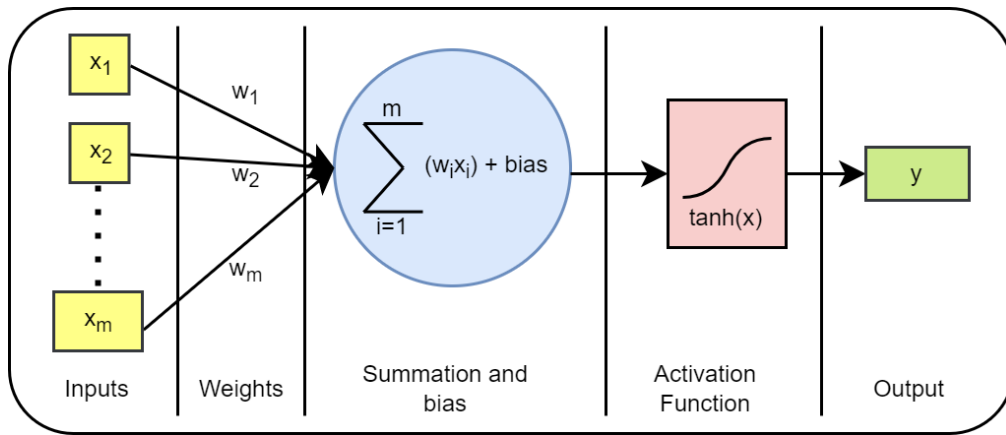 x₁
w₁
x₂
w₂
m
(wᵢxᵢ) + bias
i=1
tanh(x)
y
wₘ
xₘ
Inputs
Weights
Summation and
bias
Activation
Function
Output